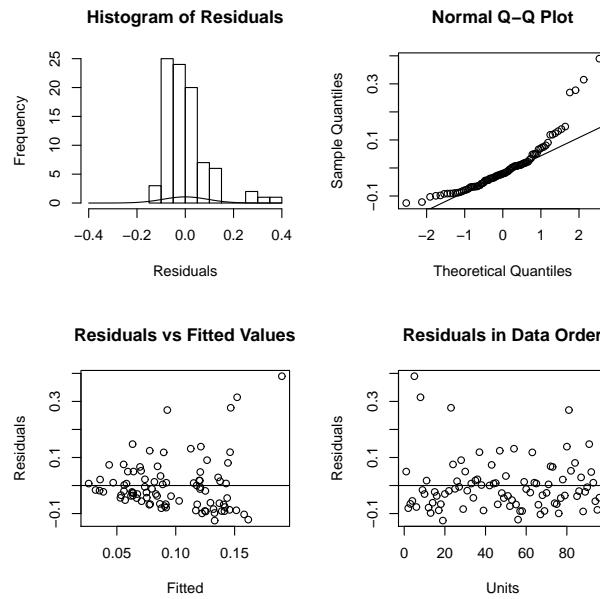 Histogram of Residuals
Frequency
25
20
15
10
5
0
−0.4 −0.2 0.0 0.2 0.4
Residuals
Normal Q−Q Plot
Sample Quantiles
0.3
0.1
−0.1
−2 −1 0 1 2
Theoretical Quantiles
Residuals vs Fitted Values
Residuals
0.3
0.1
−0.1
0.05 0.10 0.15
Fitted
Residuals in Data Order
Residuals
0.3
0.1
−0.1
0 20 40 60 80
Units